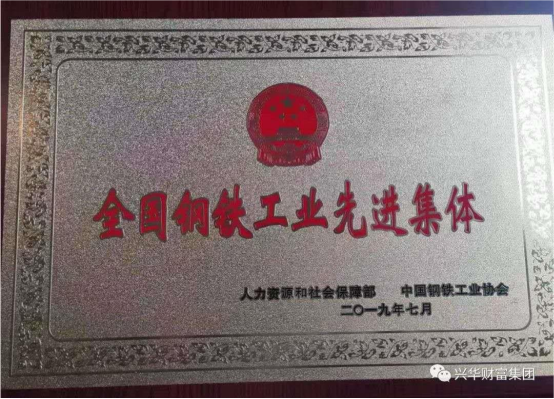 全国钢铁工业先进集体
人力资源和社会保障部 中国钢铁工业协会
二〇一九年七月
兴华财富集团